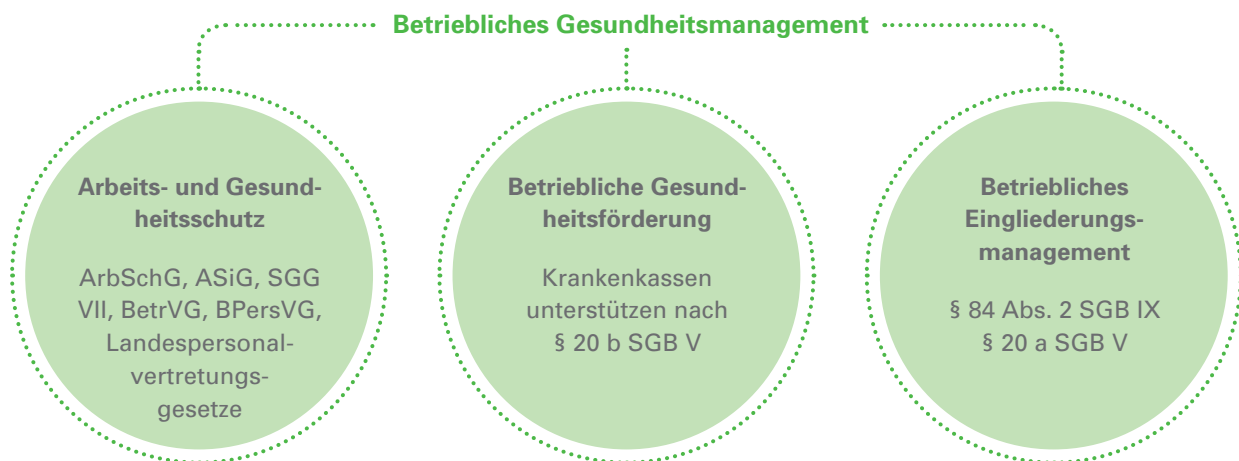 Betriebliches Gesundheitsmanagement
Arbeits- und Gesund-
heitsschutz
ArbSchG, ASiG, SGG
VII, BetrVG, BPersVG,
Landespersonal-
vertretungs-
gesetze
Betriebliche Gesund-
heitsförderung
Krankenkassen
unterstützen nach
§ 20 b SGB V
Betriebliches
Eingliederungs-
management
§ 84 Abs. 2 SGB IX
§ 20 a SGB V